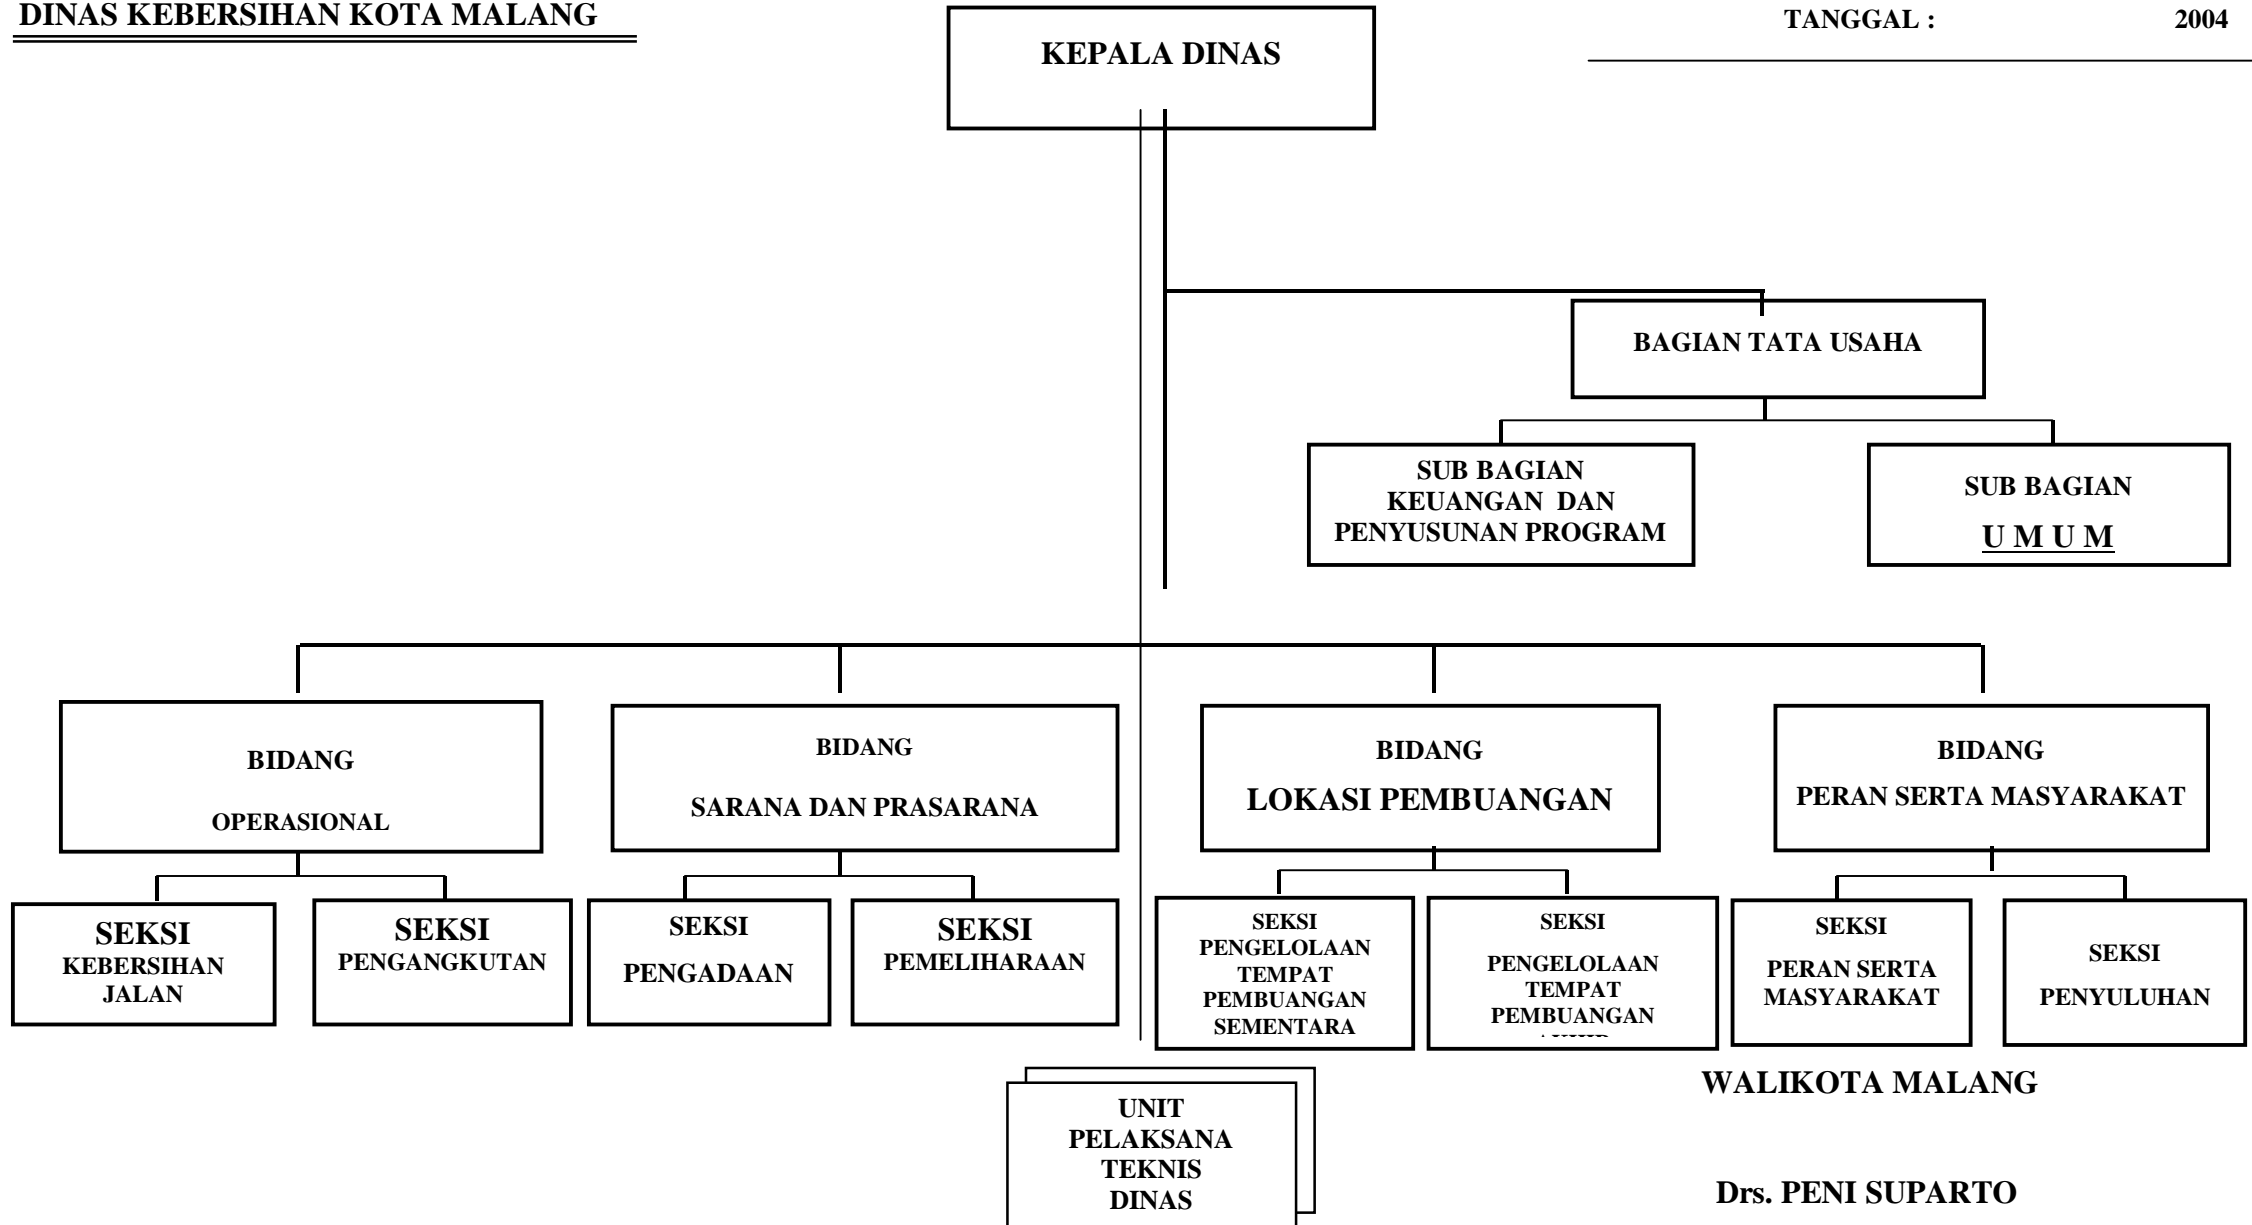 DINAS KEBERSIHAN KOTA MALANG
TANGGAL : 2004
KEPALA DINAS
BAGIAN TATA USAHA
SUB BAGIAN
KEUANGAN DAN
PENYUSUNAN PROGRAM
SUB BAGIAN
U M U M
BIDANG
OPERASIONAL
BIDANG
SARANA DAN PRASARANA
BIDANG
LOKASI PEMBUANGAN
BIDANG
PERAN SERTA MASYARAKAT
SEKSI
KEBERSIHAN
JALAN
SEKSI
PENGANGKUTAN
SEKSI
PENGADAAN
SEKSI
PEMELIHARAAN
SEKSI
PENGELOLAAN
TEMPAT
PEMBUANGAN
SEMENTARA
SEKSI
PENGELOLAAN
TEMPAT
PEMBUANGAN
SEKSI
PERAN SERTA
MASYARAKAT
SEKSI
PENYULUHAN
UNIT
PELAKSANA
TEKNIS
DINAS
WALIKOTA MALANG
Drs. PENI SUPARTO